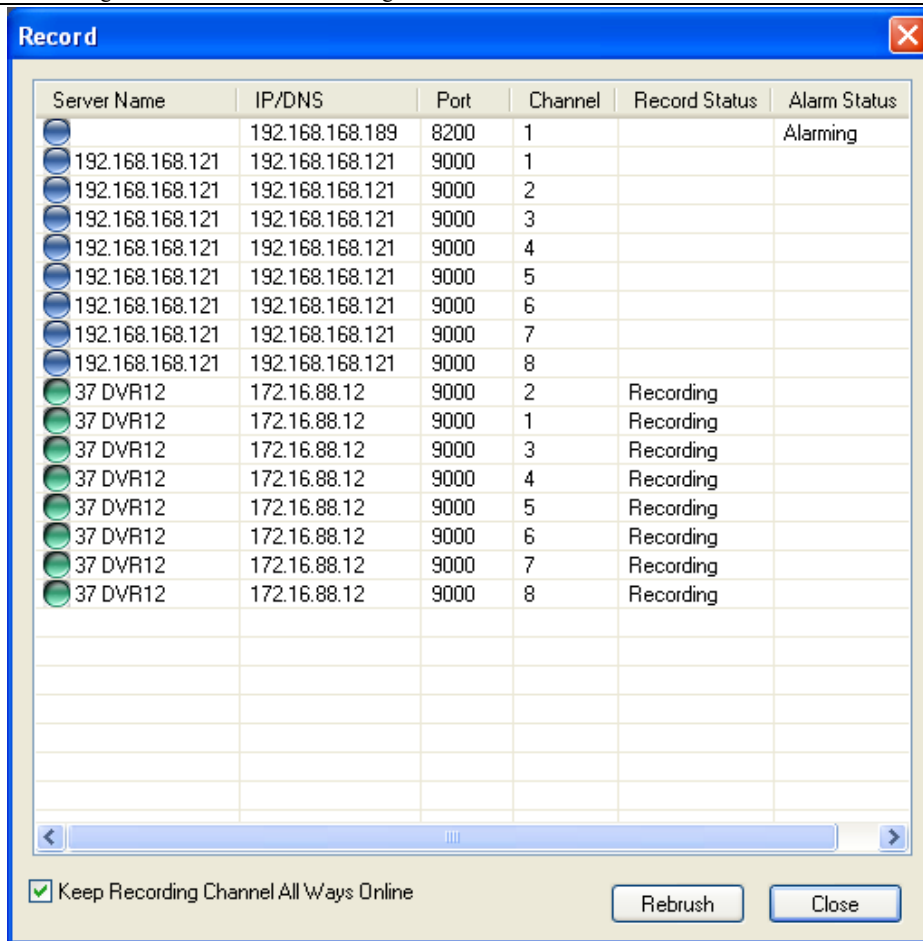 Record
Server Name IP/DNS Port Channel Record Status Alarm Status
192.168.168.189 8200 1 Alarming
192.168.168.121 192.168.168.121 9000 1
192.168.168.121 192.168.168.121 9000 2
192.168.168.121 192.168.168.121 9000 3
192.168.168.121 192.168.168.121 9000 4
192.168.168.121 192.168.168.121 9000 5
192.168.168.121 192.168.168.121 9000 6
192.168.168.121 192.168.168.121 9000 7
192.168.168.121 192.168.168.121 9000 8
37 DVR12 172.16.88.12 9000 2 Recording
37 DVR12 172.16.88.12 9000 1 Recording
37 DVR12 172.16.88.12 9000 3 Recording
37 DVR12 172.16.88.12 9000 4 Recording
37 DVR12 172.16.88.12 9000 5 Recording
37 DVR12 172.16.88.12 9000 6 Recording
37 DVR12 172.16.88.12 9000 7 Recording
37 DVR12 172.16.88.12 9000 8 Recording
Keep Recording Channel All Ways Online
Rebrush Close